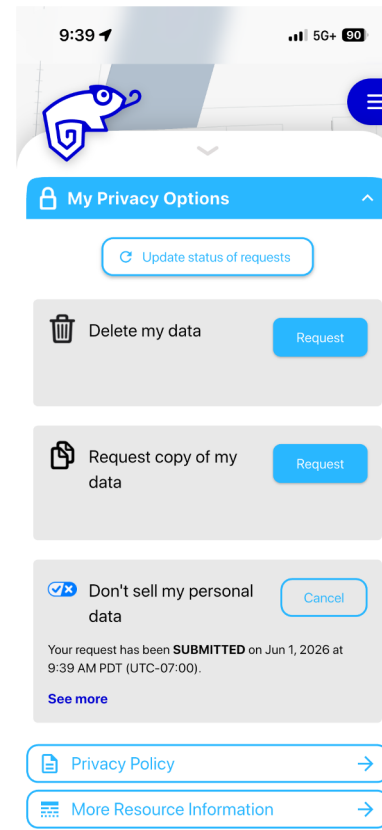 9:39
5G+ 90
My Privacy Options
Update status of requests
Delete my data
Request
Request copy of my
data
Request
Don't sell my personal
data
Cancel
Your request has been SUBMITTED on Jun 1, 2026 at
9:39 AM PDT (UTC-07:00).
See more
Privacy Policy
More Resource Information